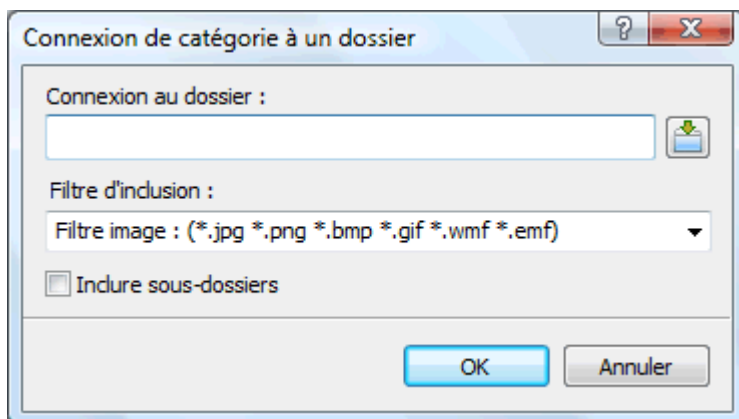 Connexion de catégorie à un dossier
Connexion au dossier :
Filtre d'inclusion :
Filtre image : (*.jpg *.png *.bmp *.gif *.wmf *.emf)
Inclure sous-dossiers
OK Annuler